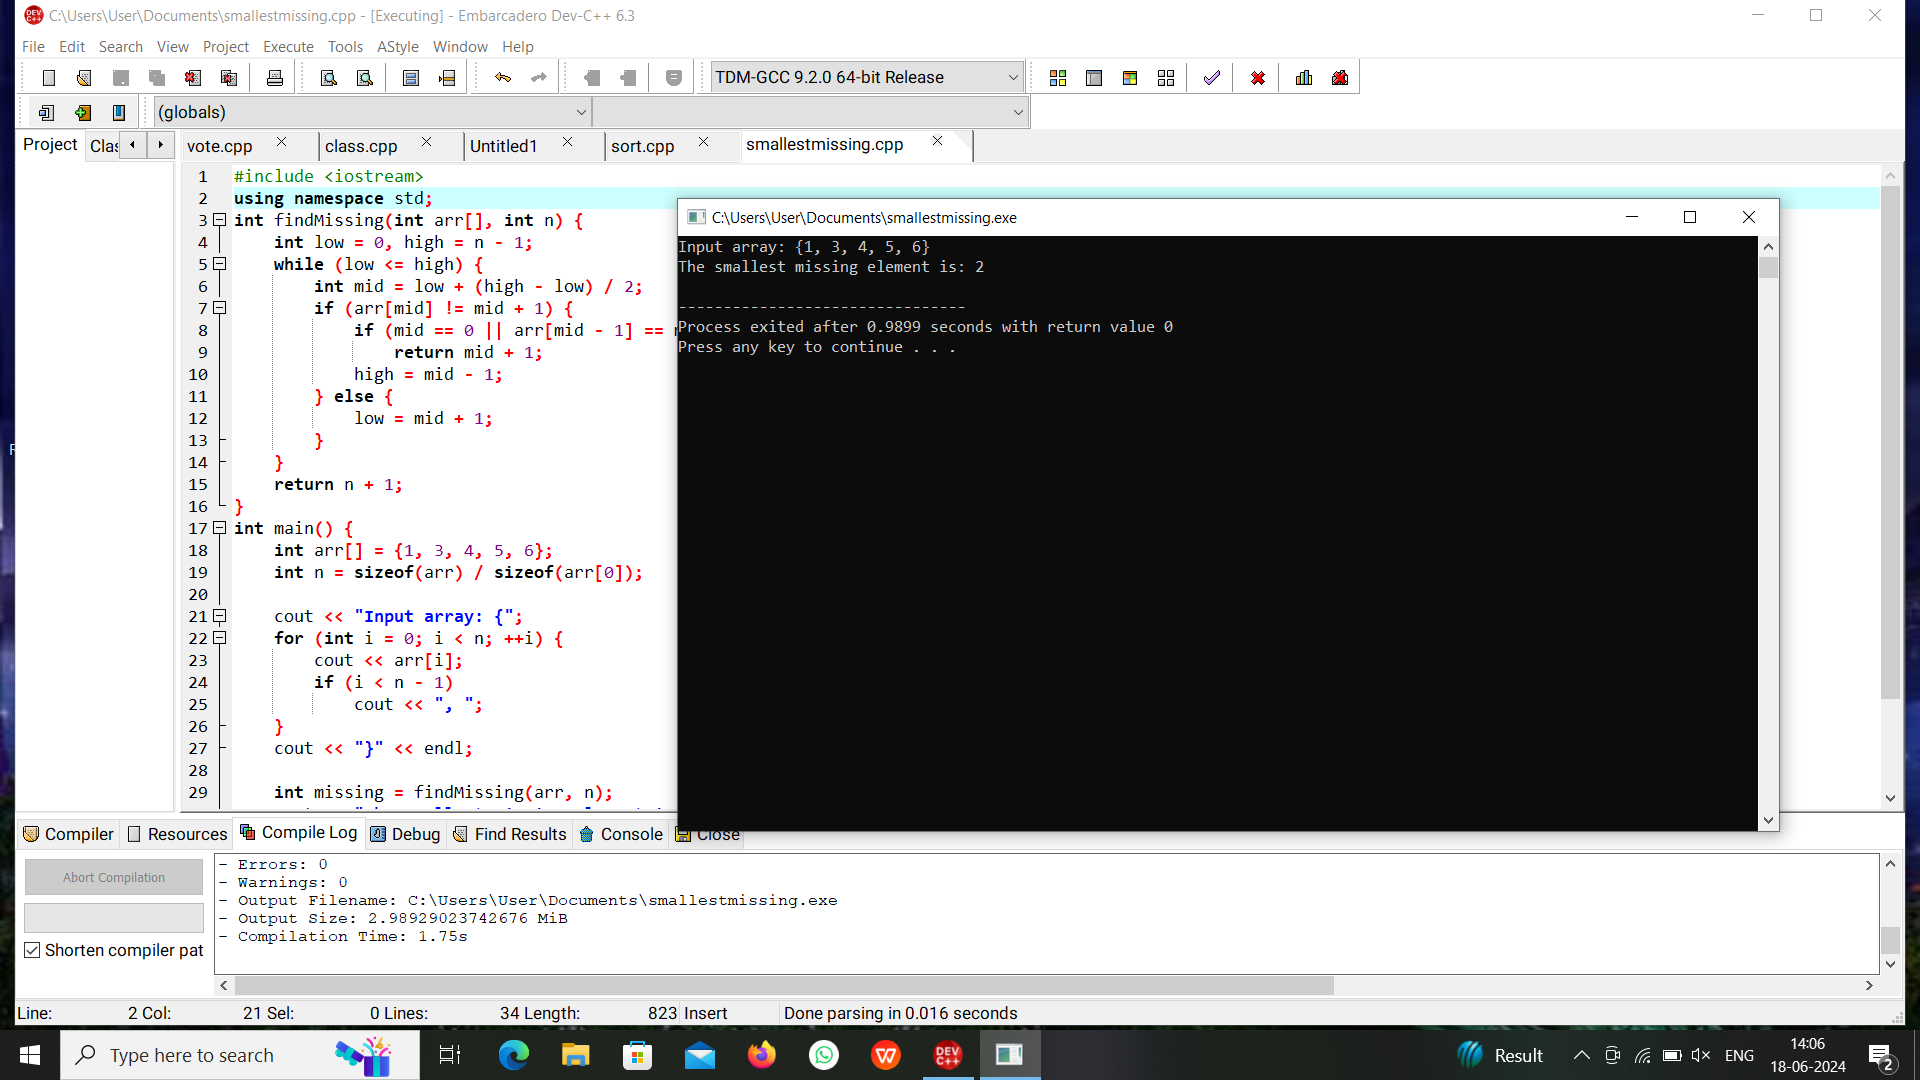 C:\Users\User\Documents\smallestmissing.cpp - [Executing] - Embarcadero Dev-C++ 6.3
File Edit Search View Project Execute Tools AStyle Window Help
TDM-GCC 9.2.0 64-bit Release
(globals)
Project Clas
vote.cpp class.cpp Untitled1 sort.cpp smallestmissing.cpp
1 #include <iostream>
2 using namespace std;
3 int findMissing(int arr[], int n) {
4 int low = 0, high = n - 1;
5 while (low <= high) {
6 int mid = low + (high - low) / 2;
7 if (arr[mid] != mid + 1) {
8 if (mid == 0 || arr[mid - 1] ==
9 return mid + 1;
10 high = mid - 1;
11 } else {
12 low = mid + 1;
13 }
14 }
15 return n + 1;
16 }
17 int main() {
18 int arr[] = {1, 3, 4, 5, 6};
19 int n = sizeof(arr) / sizeof(arr[0]);
20
21 cout << "Input array: {";
22 for (int i = 0; i < n; ++i) {
23 cout << arr[i];
24 if (i < n - 1)
25 cout << ", ";
26 }
27 cout << "}" << endl;
28
29 int missing = findMissing(arr, n);
C:\Users\User\Documents\smallestmissing.exe
Input array: {1, 3, 4, 5, 6}
The smallest missing element is: 2
--------------------------------
Process exited after 0.9899 seconds with return value 0
Press any key to continue . . .
Compiler Resources Compile Log Debug Find Results Console Close
Abort Compilation
Shorten compiler pat
- Errors: 0
- Warnings: 0
- Output Filename: C:\Users\User\Documents\smallestmissing.exe
- Output Size: 2.98929023742676 MiB
- Compilation Time: 1.75s
Line: 2 Col: 21 Sel: 0 Lines: 34 Length: 823 Insert Done parsing in 0.016 seconds
Type here to search
DEV C++
Result
ENG
14:06
18-06-2024
2